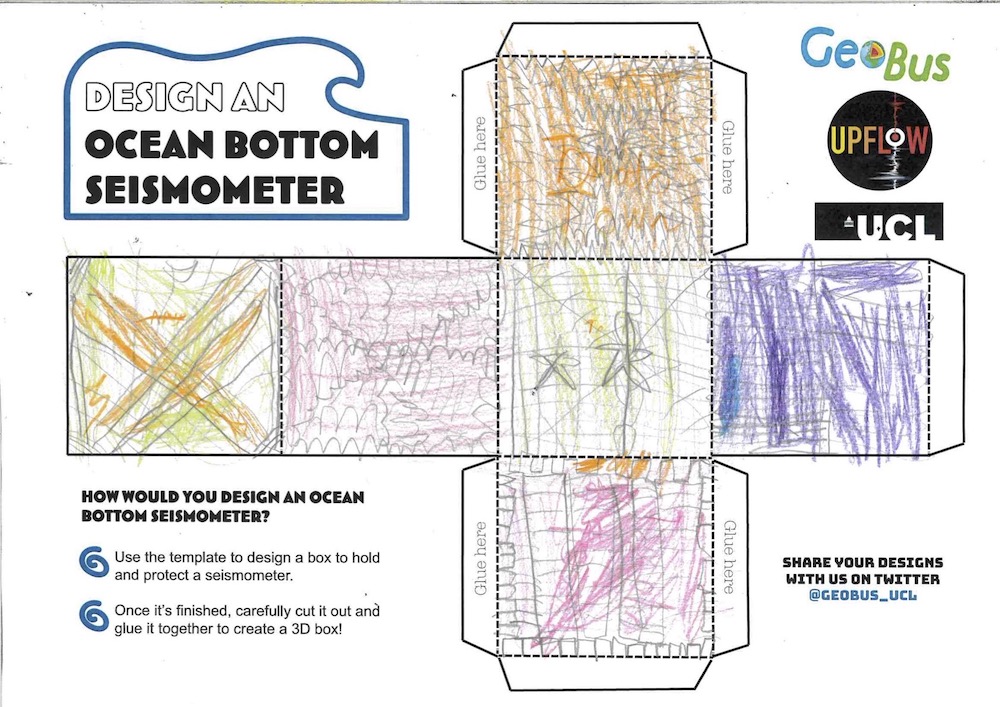 DESIGN AN
OCEAN BOTTOM
SEISMOMETER
GeoBus
UPFLOW
UCL
Glue here
Glue here
HOW WOULD YOU DESIGN AN OCEAN
BOTTOM SEISMOMETER?
Use the template to design a box to hold
and protect a seismometer.
Once it's finished, carefully cut it out and
glue it together to create a 3D box!
Glue here
Glue here
SHARE YOUR DESIGNS
WITH US ON TWITTER
@GEOBUS_UCL